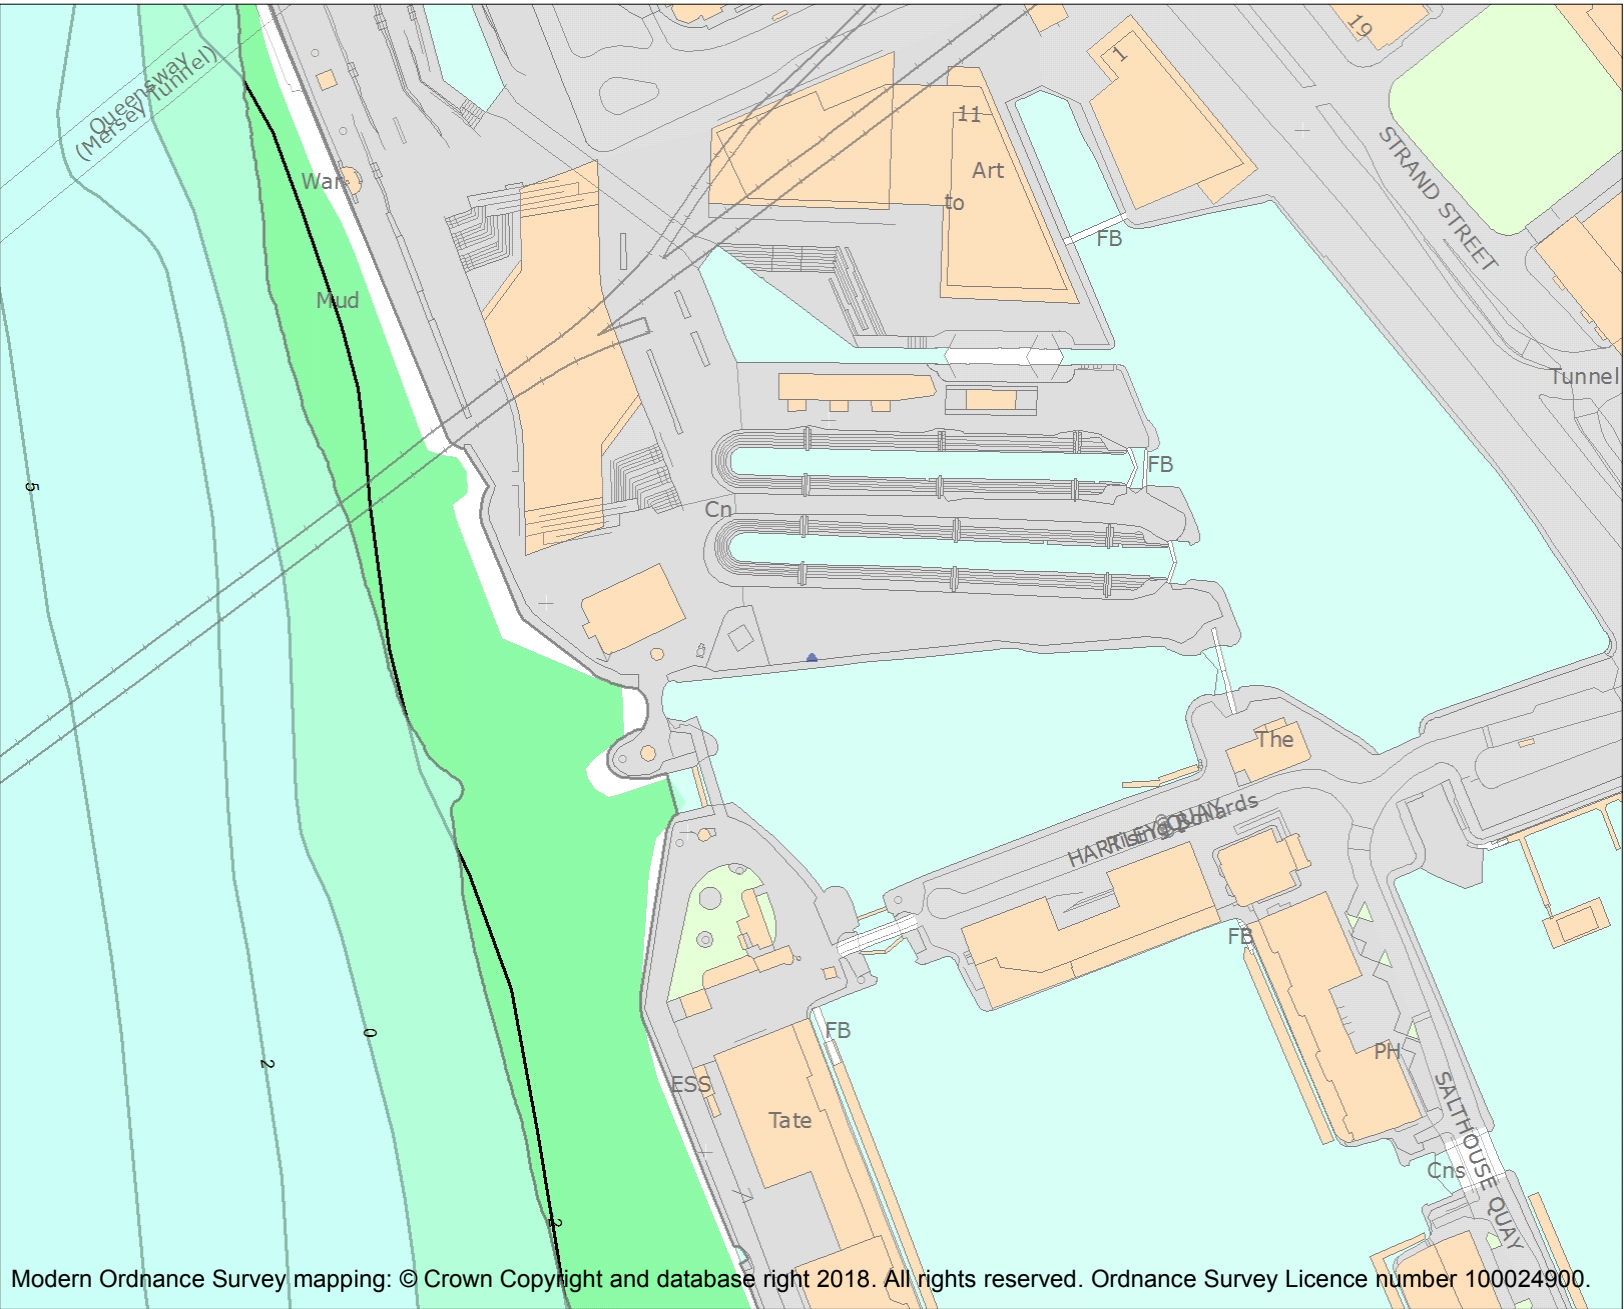 19
1
Queensway
(Mersey Tunnel)
11
Art
to
War
STRAND STREET
FB
Mud
Tunnel
FB
5
Cn
The
HARTLEY QUAY
Rising Bollards
FB
0
FB
2
PH
ESS
Tate
SALTHOUSE QUAY
Cns
2
Modern Ordnance Survey mapping: © Crown Copyright and database right 2018. All rights reserved. Ordnance Survey Licence number 100024900.